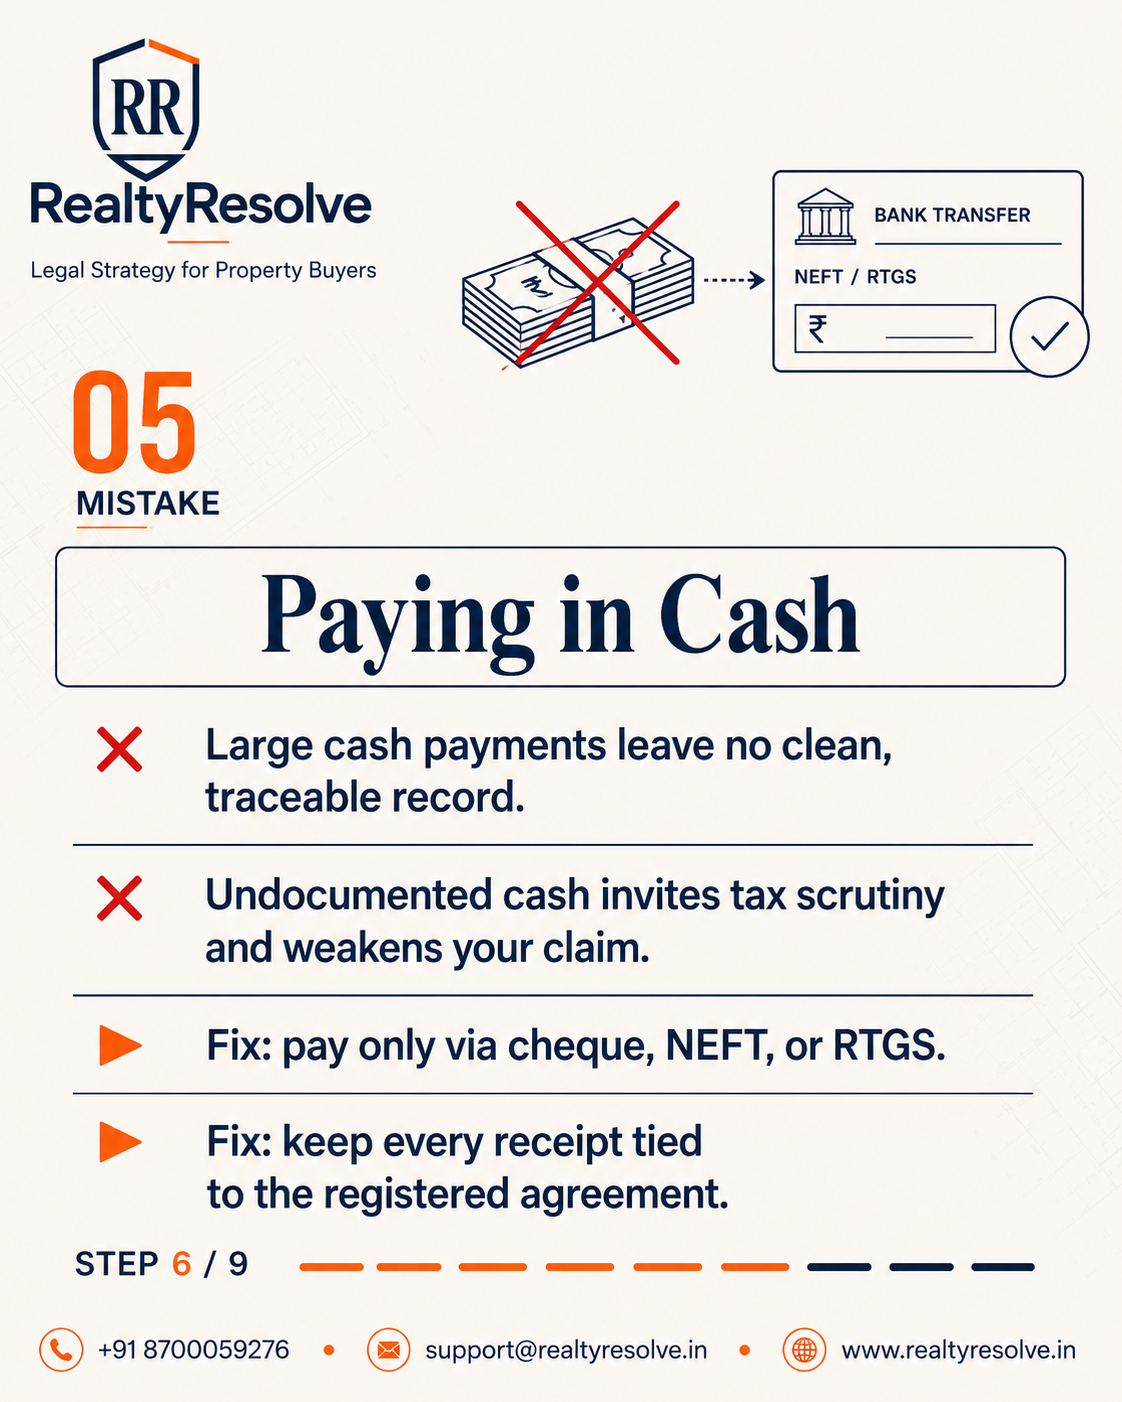 RR
RealtyResolve
Legal Strategy for Property Buyers
BANK TRANSFER
NEFT / RTGS
₹
05
MISTAKE
Paying in Cash
Large cash payments leave no clean,
traceable record.
Undocumented cash invites tax scrutiny
and weakens your claim.
Fix: pay only via cheque, NEFT, or RTGS.
Fix: keep every receipt tied
to the registered agreement.
STEP 6 / 9
+91 8700059276 • support@realtyresolve.in • www.realtyresolve.in